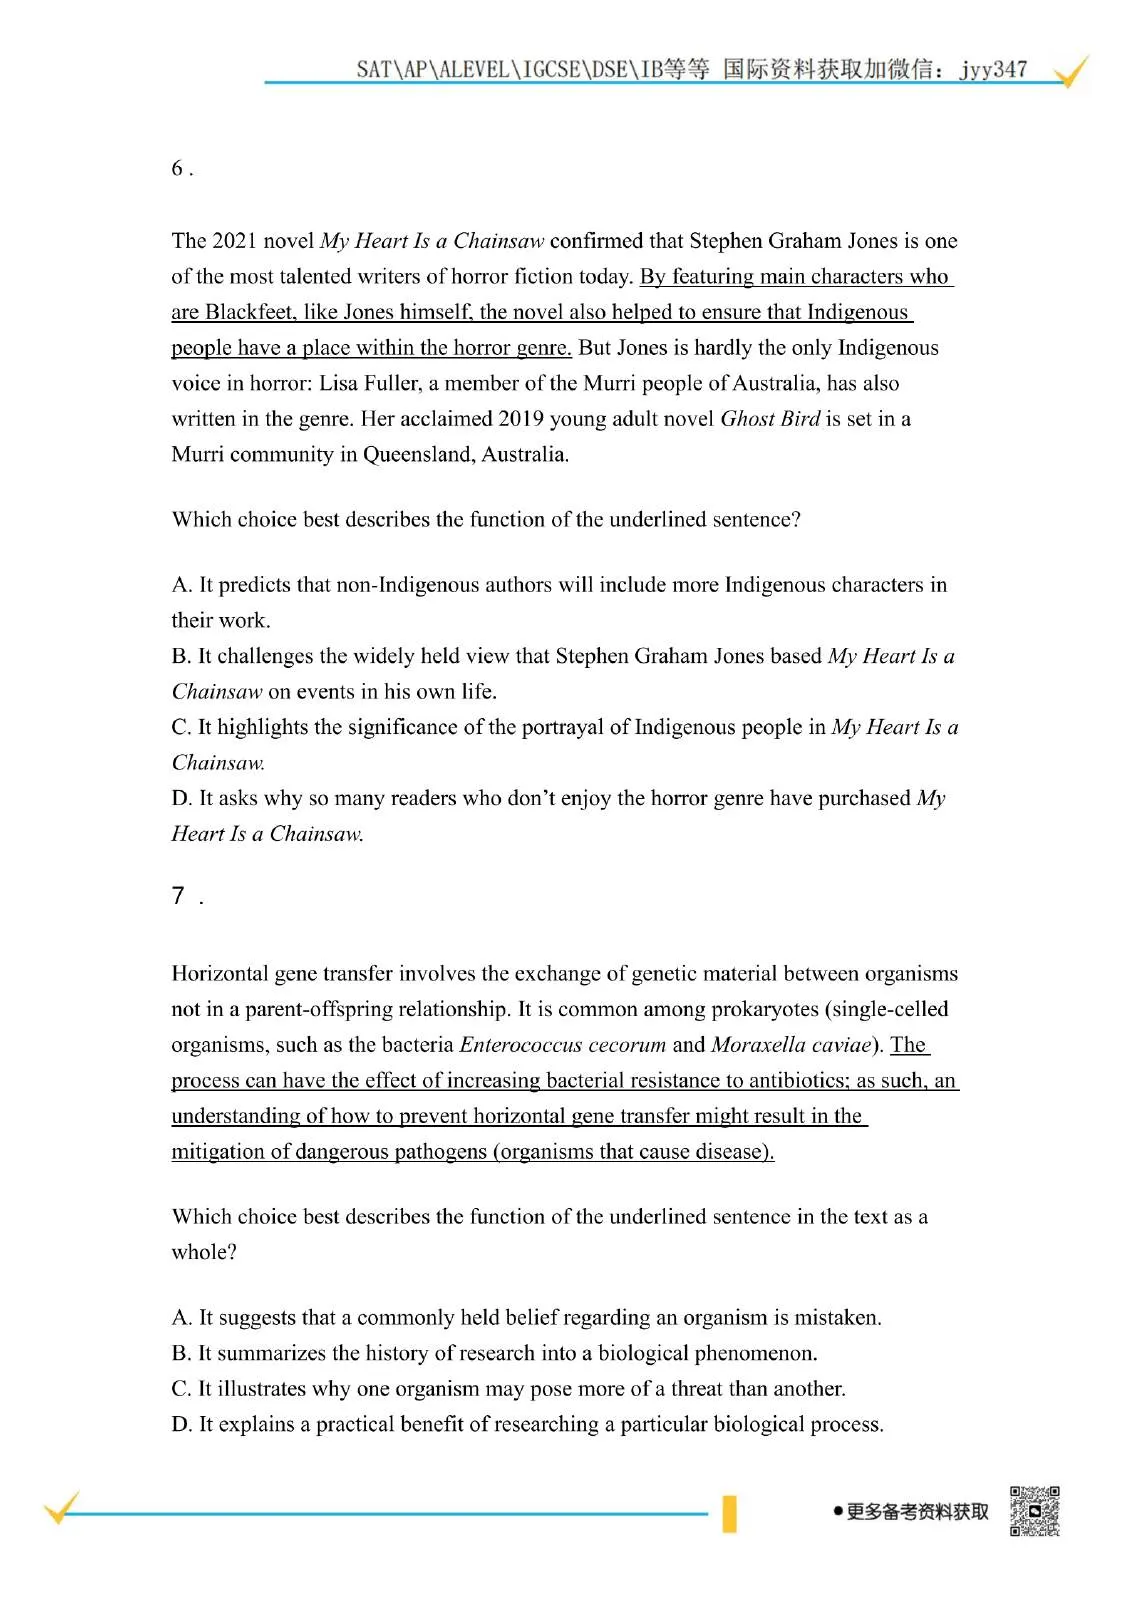 SAT\AP\ALEVEL\IGCSE\DSE\IB等等 国际资料获取加微信：jyy347
6 .
The 2021 novel My Heart Is a Chainsaw confirmed that Stephen Graham Jones is one
of the most talented writers of horror fiction today. By featuring main characters who
are Blackfeet, like Jones himself, the novel also helped to ensure that Indigenous
people have a place within the horror genre. But Jones is hardly the only Indigenous
voice in horror: Lisa Fuller, a member of the Murri people of Australia, has also
written in the genre. Her acclaimed 2019 young adult novel Ghost Bird is set in a
Murri community in Queensland, Australia.
Which choice best describes the function of the underlined sentence?
A. It predicts that non-Indigenous authors will include more Indigenous characters in
their work.
B. It challenges the widely held view that Stephen Graham Jones based My Heart Is a
Chainsaw on events in his own life.
C. It highlights the significance of the portrayal of Indigenous people in My Heart Is a
Chainsaw.
D. It asks why so many readers who don’t enjoy the horror genre have purchased My
Heart Is a Chainsaw.
7 .
Horizontal gene transfer involves the exchange of genetic material between organisms
not in a parent-offspring relationship. It is common among prokaryotes (single-celled
organisms, such as the bacteria Enterococcus cecorum and Moraxella caviae). The
process can have the effect of increasing bacterial resistance to antibiotics; as such, an
understanding of how to prevent horizontal gene transfer might result in the
mitigation of dangerous pathogens (organisms that cause disease).
Which choice best describes the function of the underlined sentence in the text as a
whole?
A. It suggests that a commonly held belief regarding an organism is mistaken.
B. It summarizes the history of research into a biological phenomenon.
C. It illustrates why one organism may pose more of a threat than another.
D. It explains a practical benefit of researching a particular biological process.
●更多备考资料获取